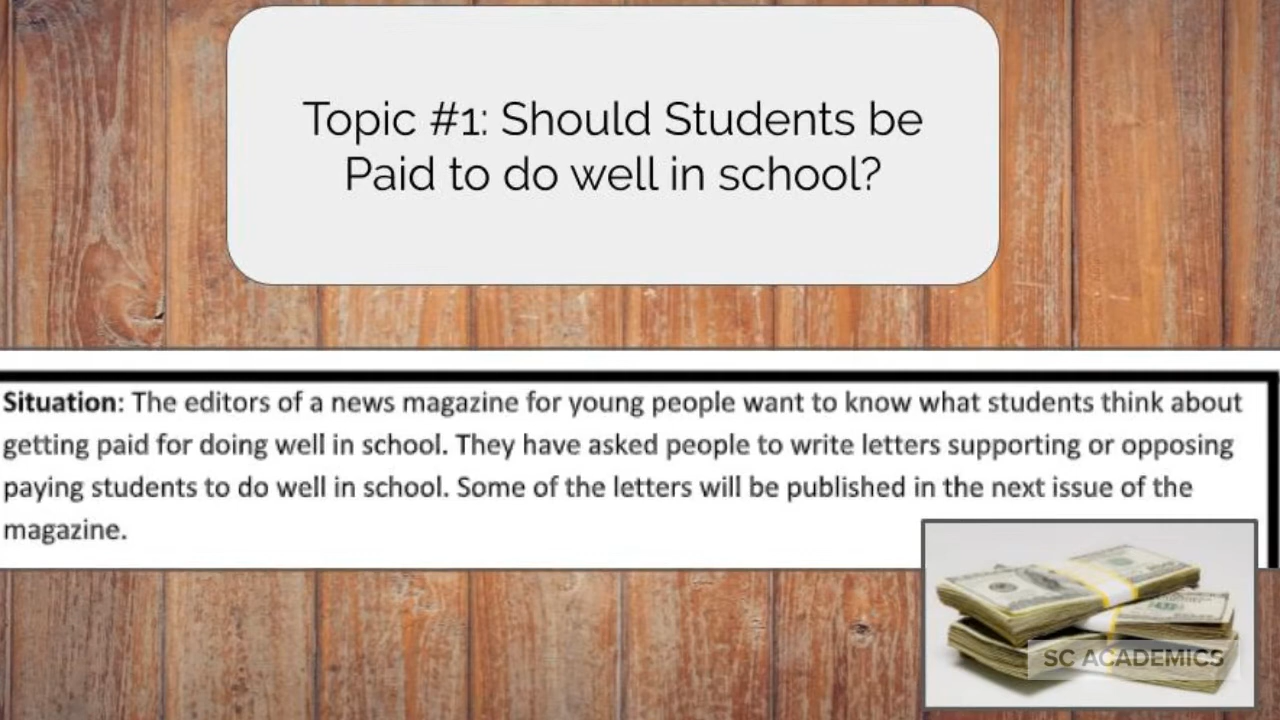 Topic #1: Should Students be
Paid to do well in school?
Situation: The editors of a news magazine for young people want to know what students think about
getting paid for doing well in school. They have asked people to write letters supporting or opposing
paying students to do well in school. Some of the letters will be published in the next issue of the
magazine.
SC ACADEMICS